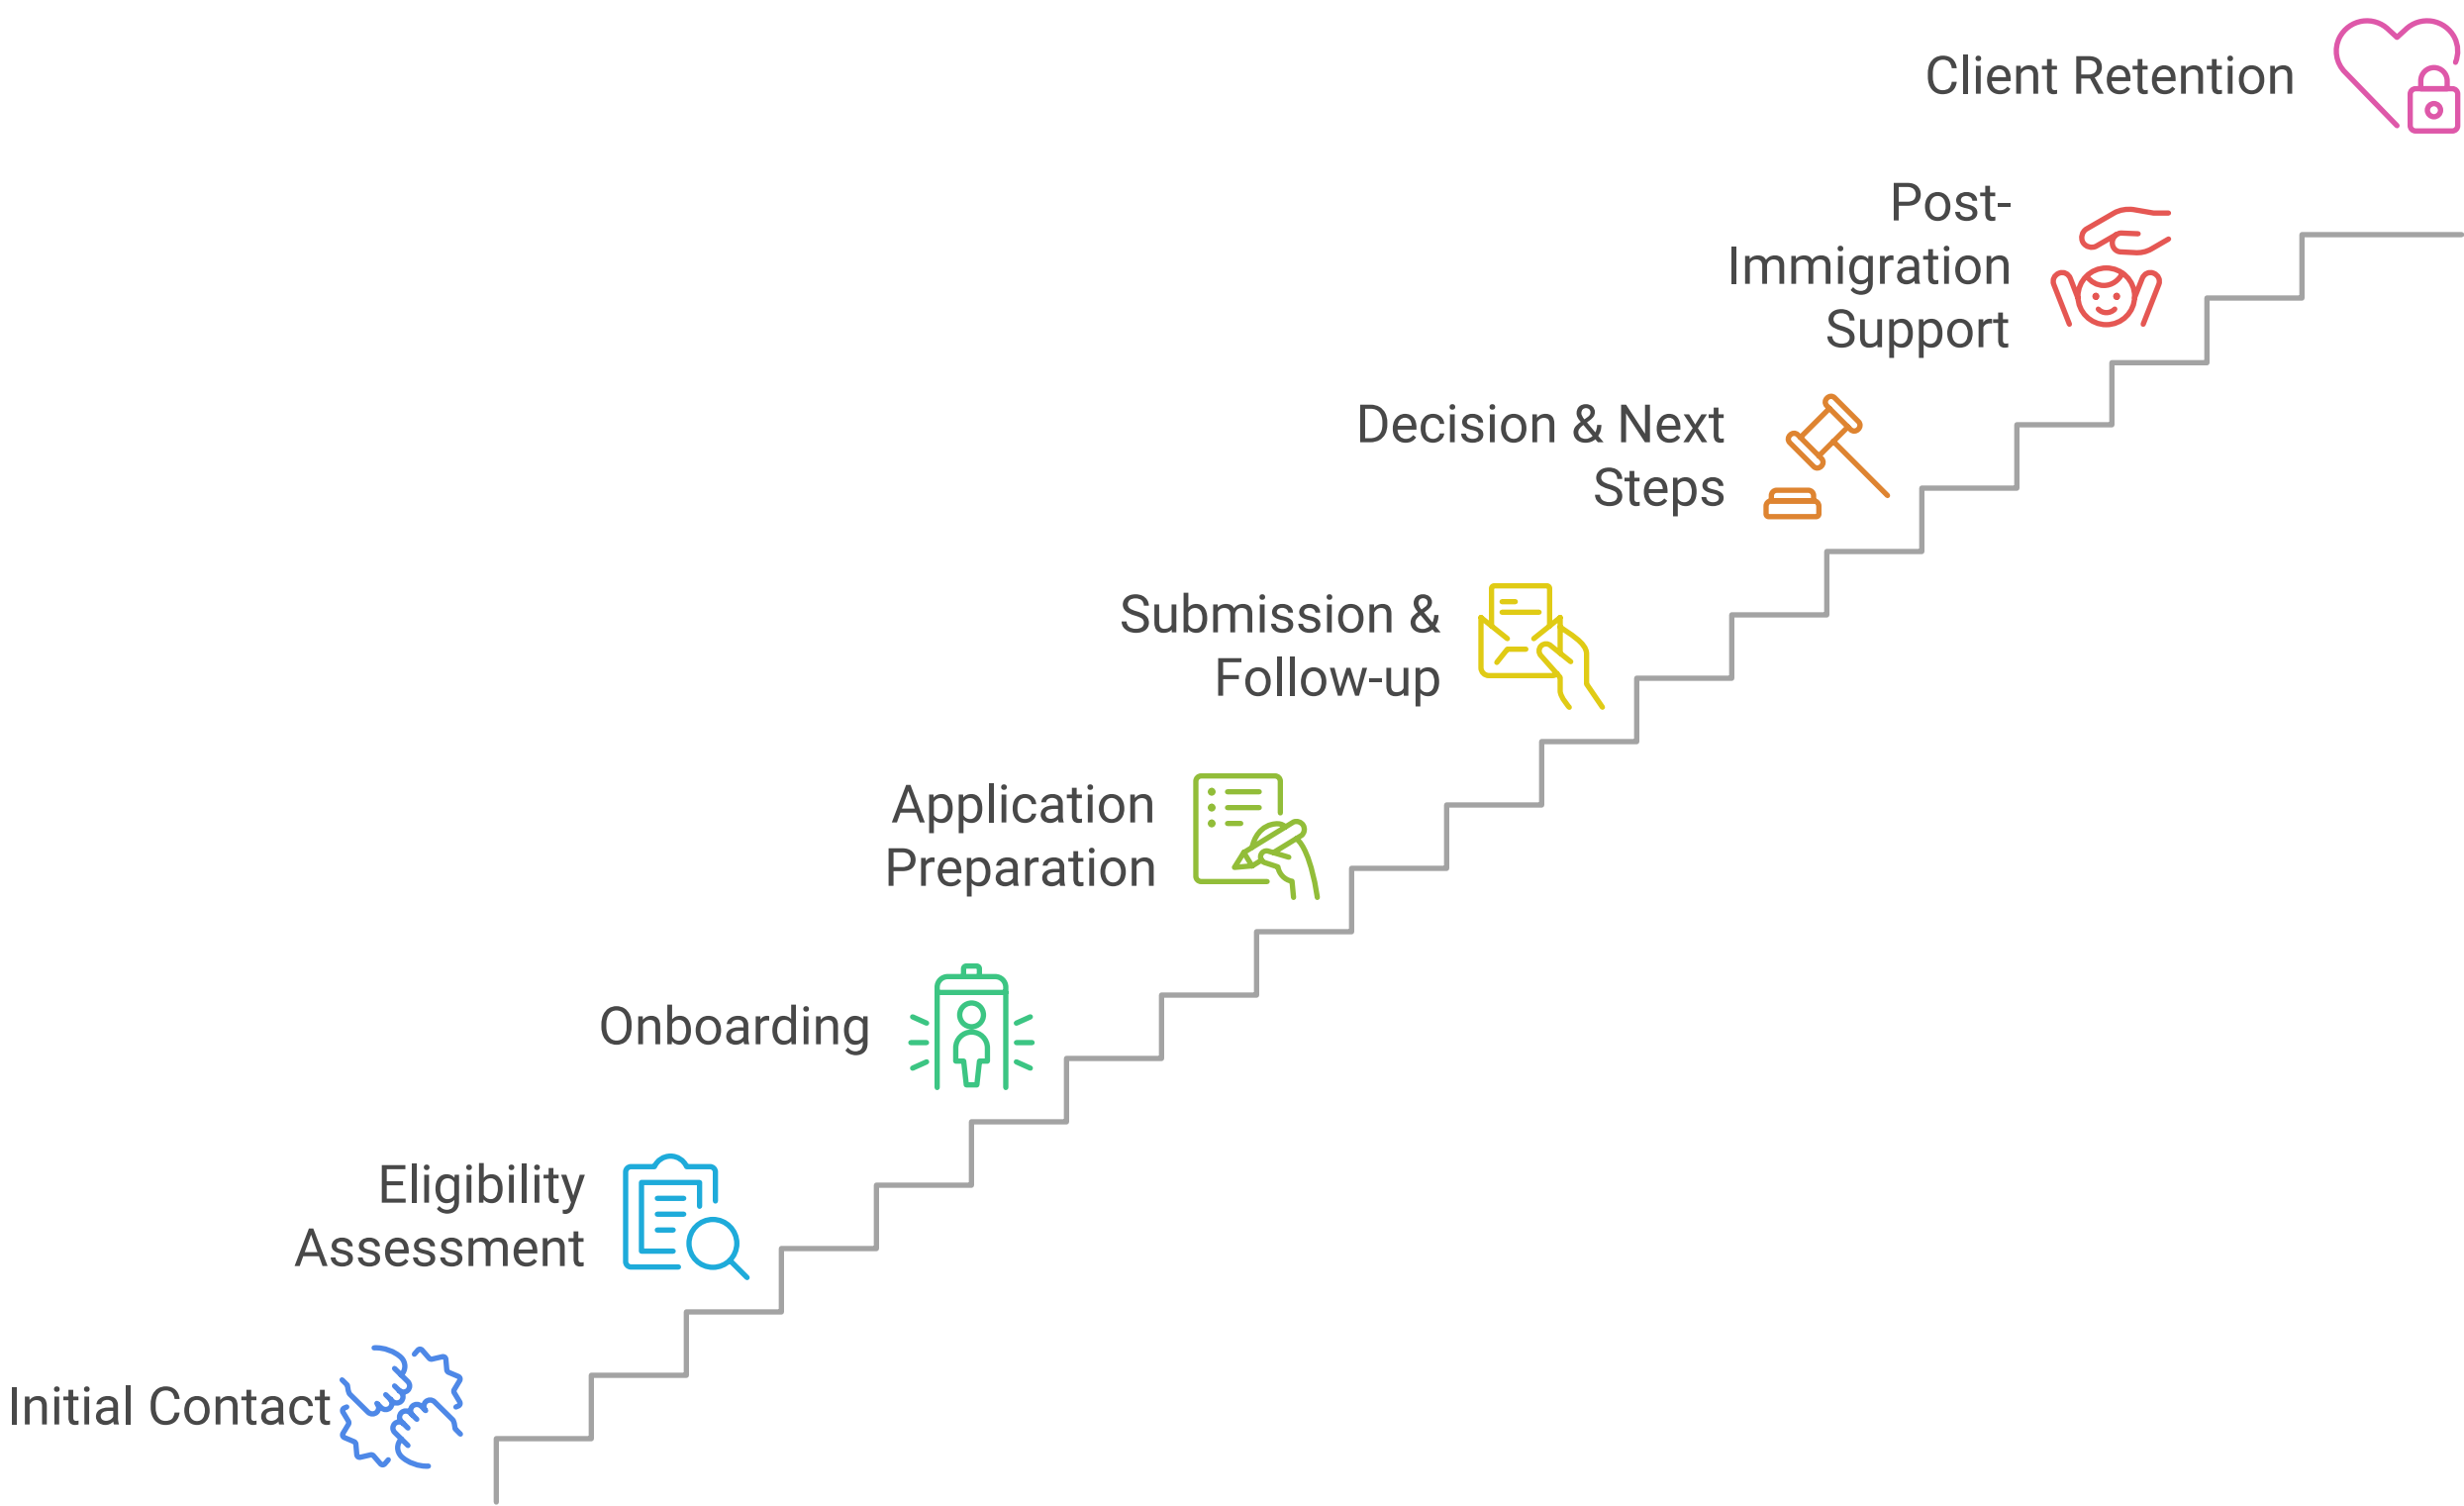 Client Retention
Post-
Immigration
Support
Decision & Next
Steps
Submission &
Follow-up
Application
Preparation
Onboarding
Eligibility
Assessment
Initial Contact